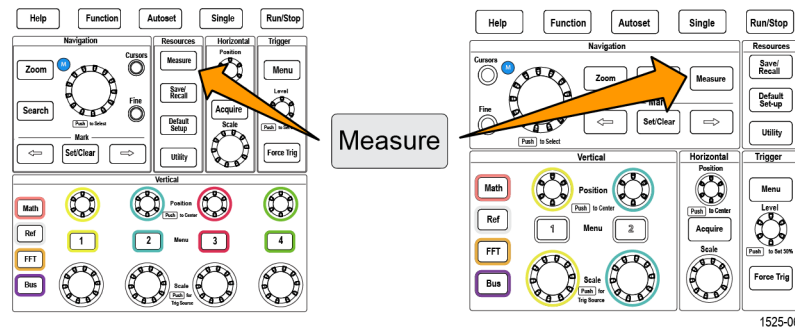 Help
Function
Autoset
Single
Run/Stop
Navigation
Resources
Horizontal
Trigger
Zoom
M
Cursors
Measure
Position
Menu
Search
Fine
Save/
Recall
Level
Push to Select
Default
Setup
Acquire
Scale
Push
Mark
Set/Clear
Utility
Force Trig
Vertical
Math
Position
Push to Center
Ref
1
2
Menu
3
4
FFT
Bus
Scale
Push for
Trig Source
Measure
Help
Function
Autoset
Single
Run/Stop
Navigation
Resources
Cursors
M
Zoom
Measure
Save/
Recall
Fine
Mark
Default
Set-up
Set/Clear
Push to Select
Utility
Vertical
Horizontal
Trigger
Position
Math
Position
Push to Center
Push to Center
Menu
Ref
1
Menu
2
Acquire
Level
FFT
Scale
Push to Set 50%
Bus
Scale
Push for
Trig Source
Force Trig